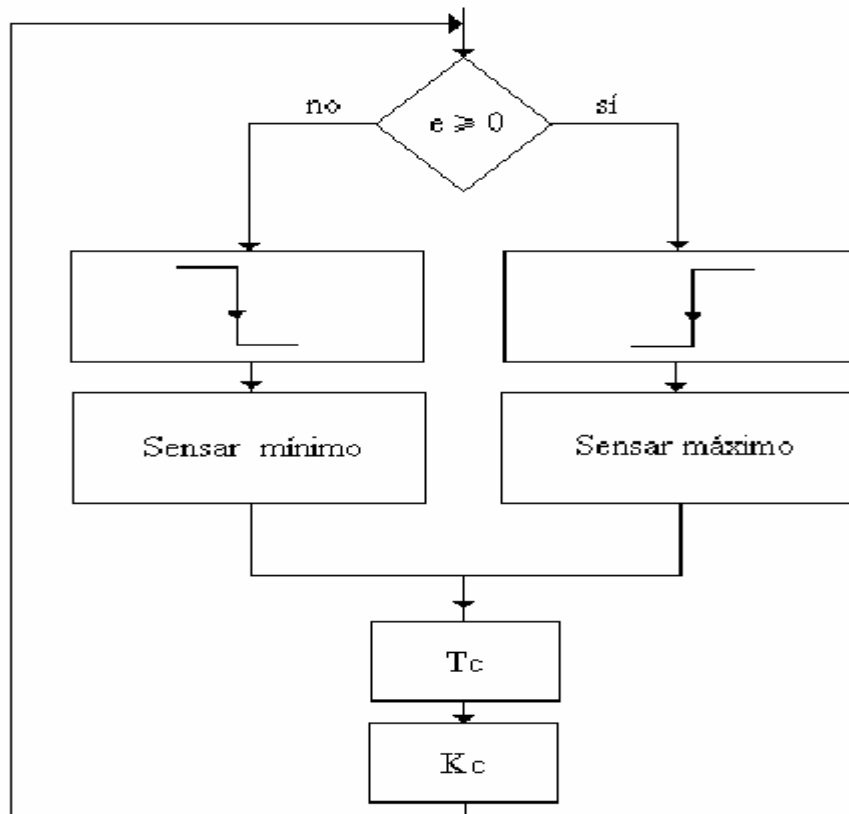 no
e ⩾ 0
sí
Sensar mínimo
Sensar máximo
Tc
Kc